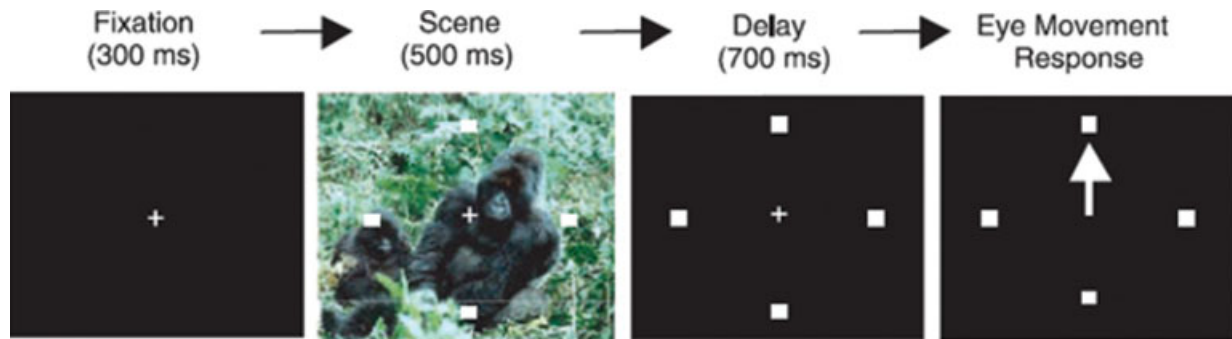 Fixation
(300 ms)
Scene
(500 ms)
Delay
(700 ms)
Eye Movement
Response